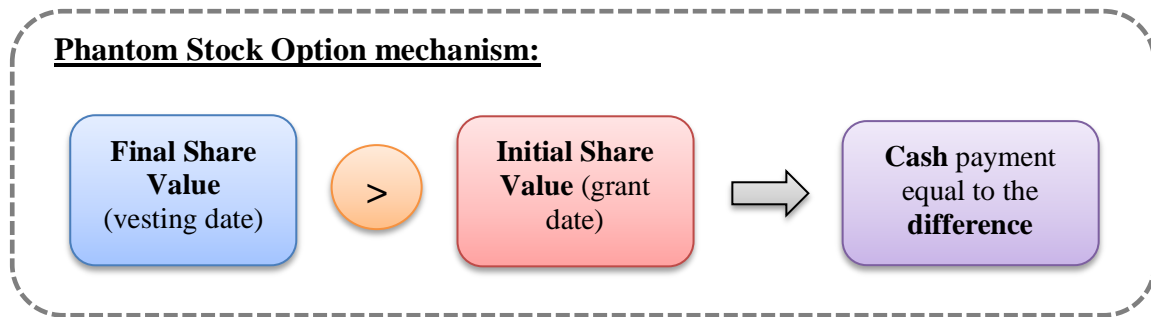 Phantom Stock Option mechanism:
Final Share
Value
(vesting date)
>
Initial Share
Value (grant
date)
Cash payment
equal to the
difference